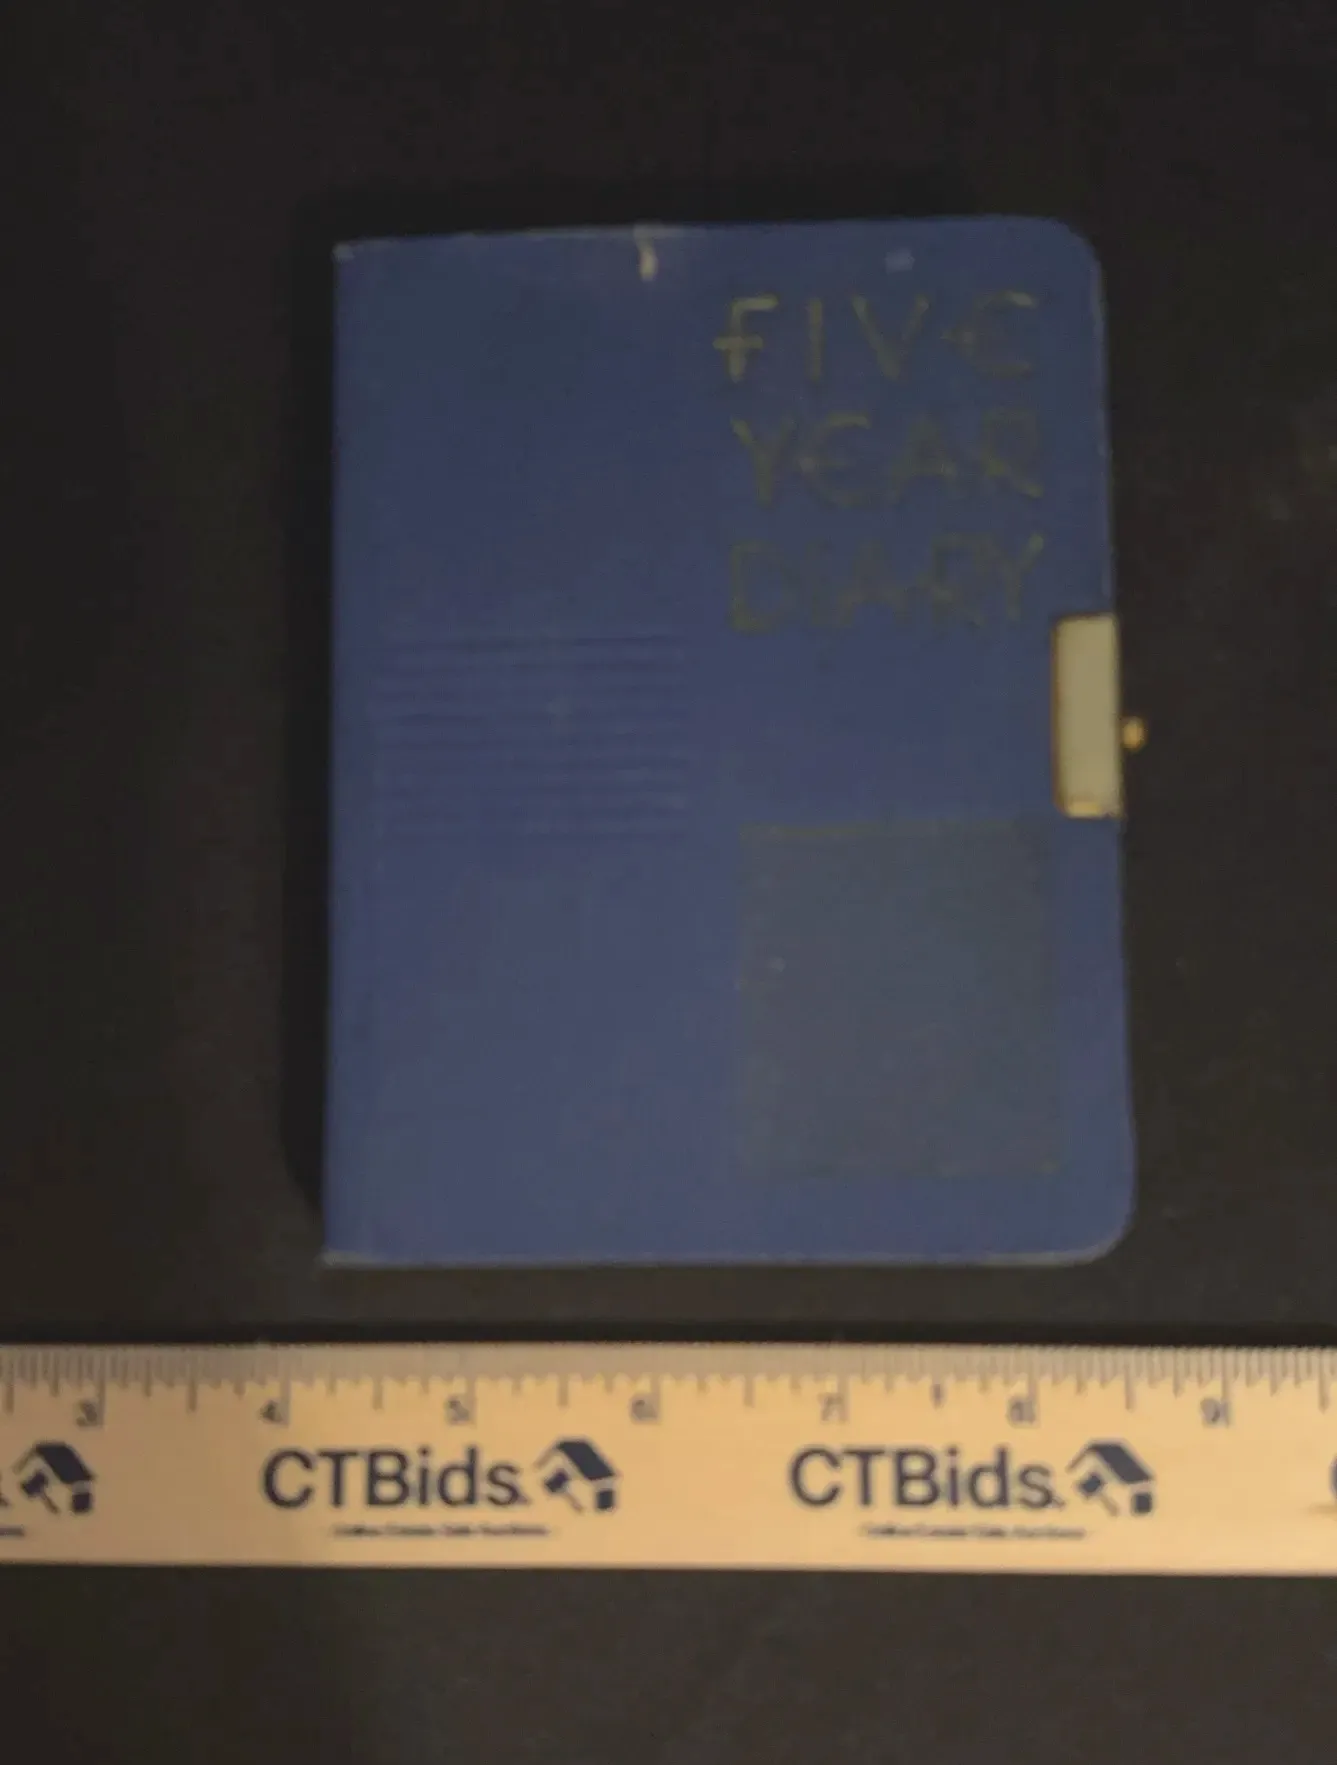 FIVE
YEAR
DIARY
3 4 5 6 7 8 9
CTBids. CTBids.